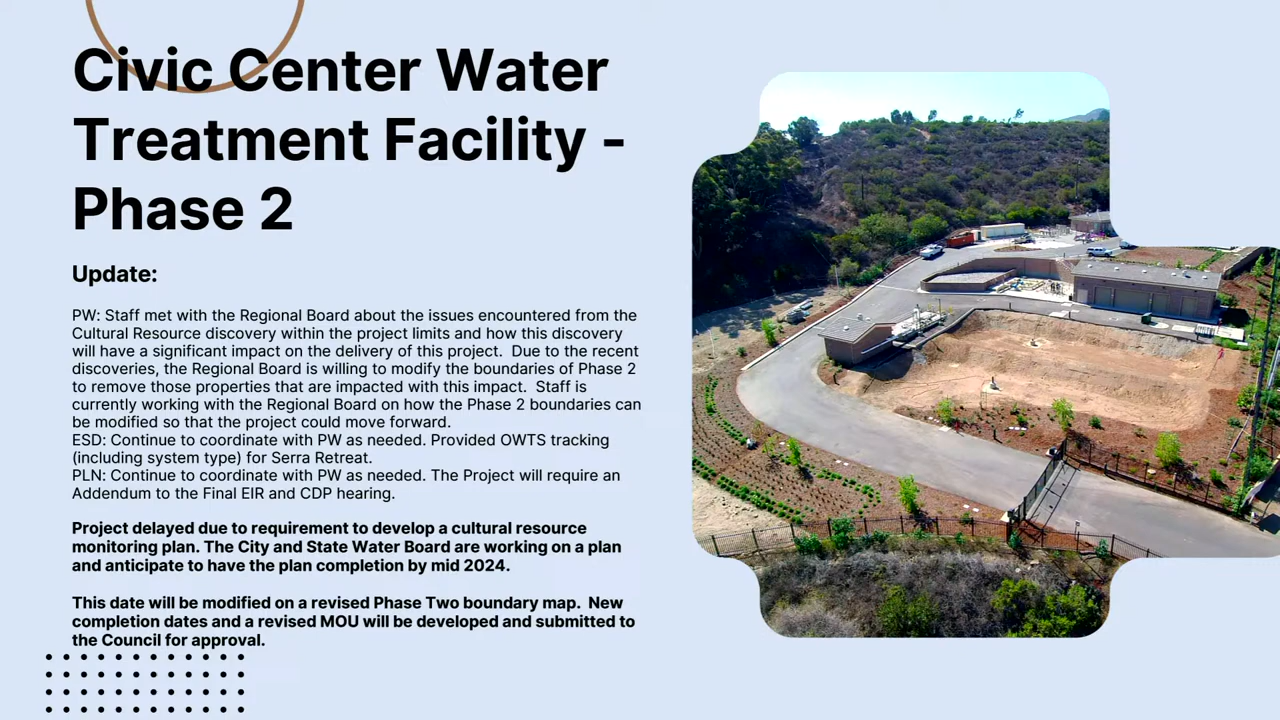 Civic Center Water
Treatment Facility -
Phase 2
Update:
PW: Staff met with the Regional Board about the issues encountered from the
Cultural Resource discovery within the project limits and how this discovery
will have a significant impact on the delivery of this project.  Due to the recent
discoveries, the Regional Board is willing to modify the boundaries of Phase 2
to remove those properties that are impacted with this impact.  Staff is
currently working with the Regional Board on how the Phase 2 boundaries can
be modified so that the project could move forward.
ESD: Continue to coordinate with PW as needed. Provided OWTS tracking
(including system type) for Serra Retreat.
PLN: Continue to coordinate with PW as needed. The Project will require an
Addendum to the Final EIR and CDP hearing.
Project delayed due to requirement to develop a cultural resource
monitoring plan. The City and State Water Board are working on a plan
and anticipate to have the plan completion by mid 2024.
This date will be modified on a revised Phase Two boundary map.  New
completion dates and a revised MOU will be developed and submitted to
the Council for approval.